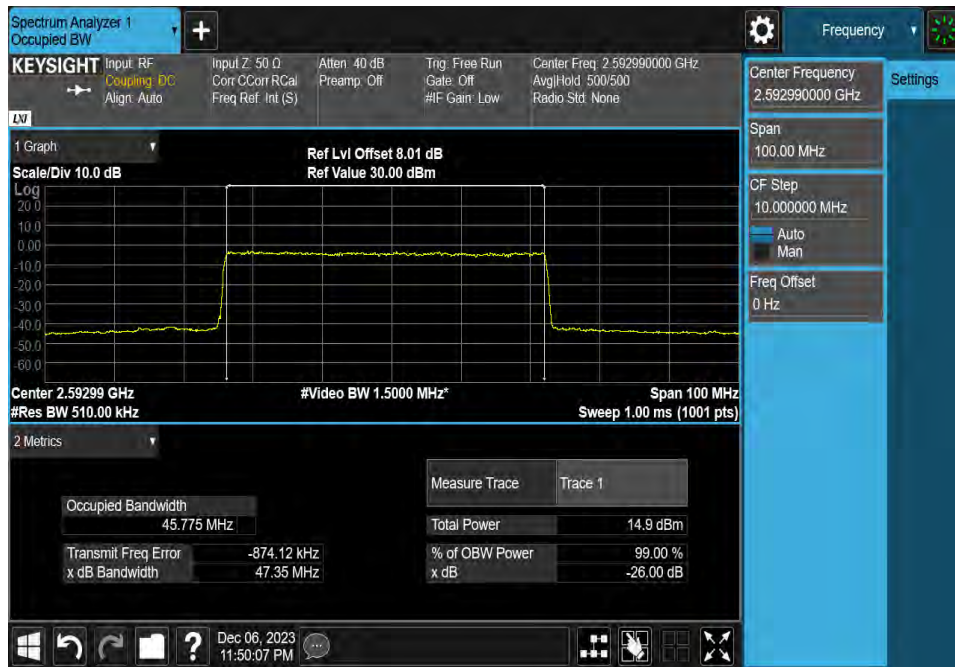 Spectrum Analyzer 1
Occupied BW
+
Frequency
KEYSIGHT
Input: RF
Coupling: DC
Align: Auto
Input Z: 50 Ω
Corr CCorr RCal
Freq Ref: Int (S)
Atten: 40 dB
Preamp: Off
Trig: Free Run
Gate: Off
#IF Gain: Low
Center Freq: 2.592990000 GHz
Avg|Hold: 500/500
Radio Std: None
LXI
Center Frequency
2.592990000 GHz
Settings
Span
100.00 MHz
CF Step
10.000000 MHz
Auto
Man
Freq Offset
0 Hz
1 Graph
Scale/Div 10.0 dB
Ref Lvl Offset 8.01 dB
Ref Value 30.00 dBm
Log
20.0
10.0
0.00
-10.0
-20.0
-30.0
-40.0
-50.0
-60.0
Center 2.59299 GHz
#Video BW 1.5000 MHz*
Span 100 MHz
#Res BW 510.00 kHz
Sweep 1.00 ms (1001 pts)
2 Metrics
Measure Trace
Trace 1
Occupied Bandwidth
45.775 MHz
Total Power
14.9 dBm
Transmit Freq Error
-874.12 kHz
% of OBW Power
99.00 %
x dB Bandwidth
47.35 MHz
x dB
-26.00 dB
?
Dec 06, 2023
11:50:07 PM